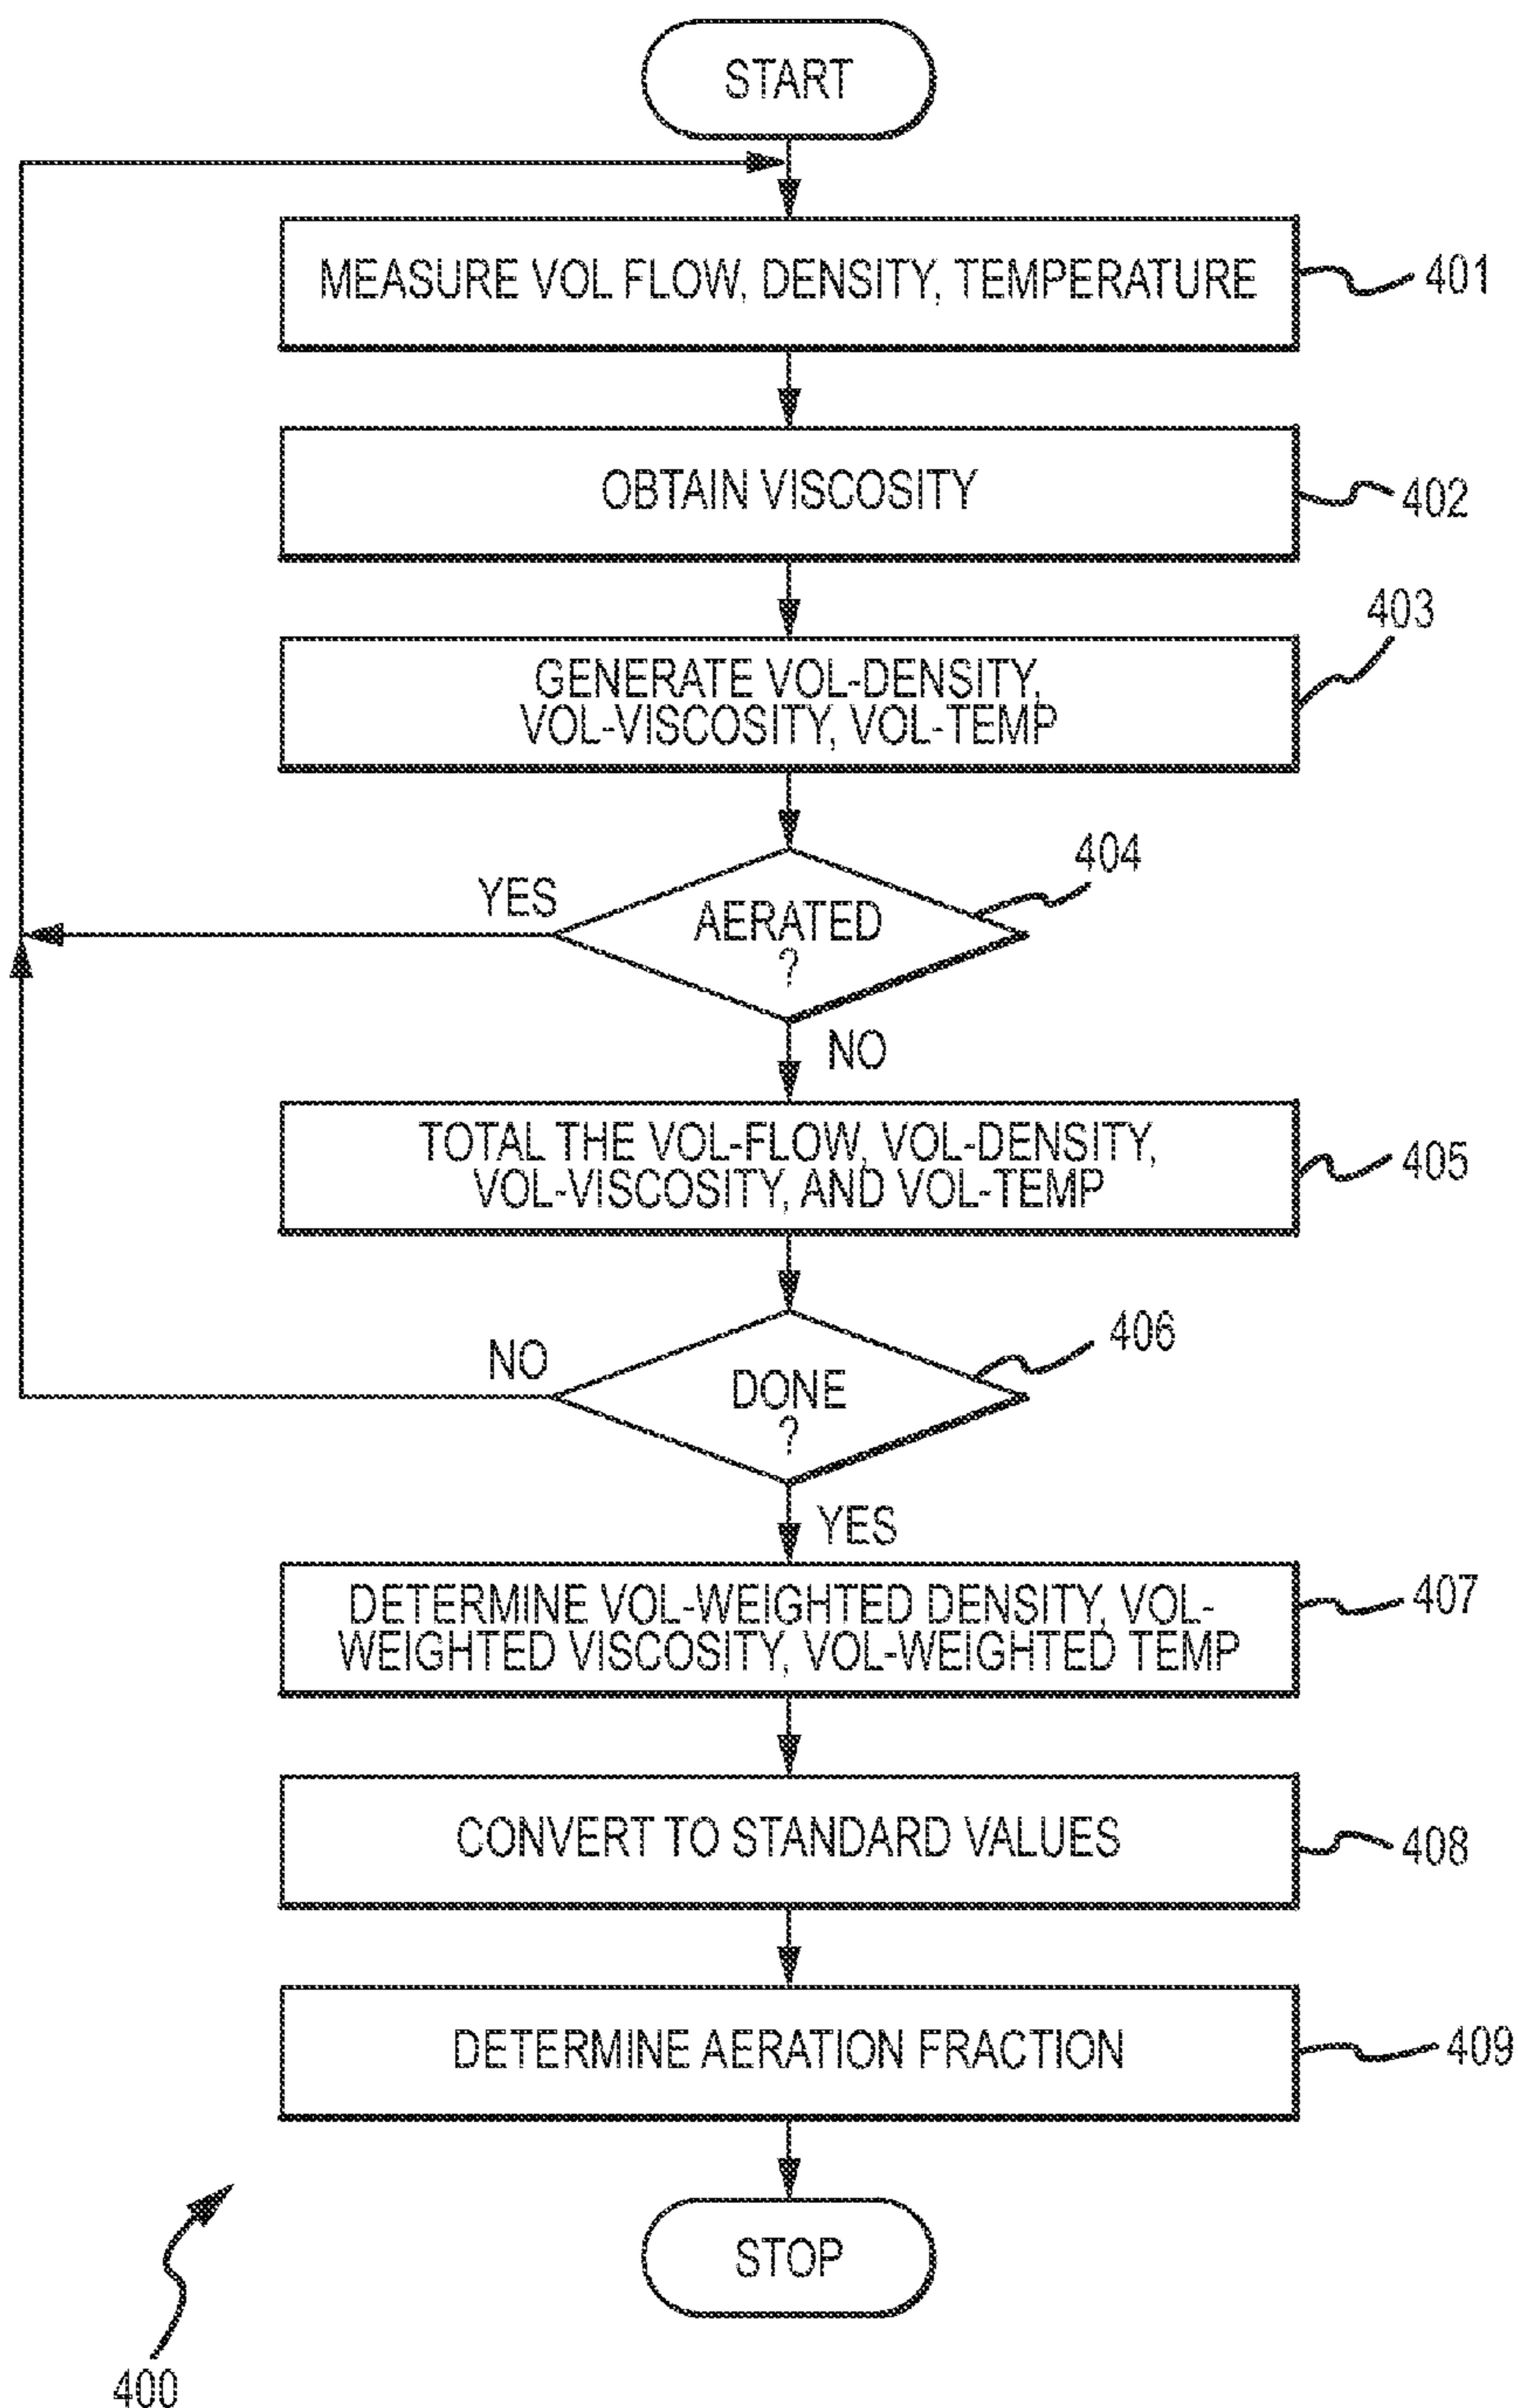 START
MEASURE VOL FLOW, DENSITY, TEMPERATURE
401
OBTAIN VISCOSITY
402
403
GENERATE VOL-DENSITY,
VOL-VISCOSITY, VOL-TEMP
404
YES
AERATED
?
NO
TOTAL THE VOL-FLOW, VOL-DENSITY,
VOL-VISCOSITY, AND VOL-TEMP
405
406
NO
DONE
?
YES
DETERMINE VOL-WEIGHTED DENSITY, VOL-
WEIGHTED VISCOSITY, VOL-WEIGHTED TEMP
407
CONVERT TO STANDARD VALUES
408
DETERMINE AERATION FRACTION
409
STOP
400